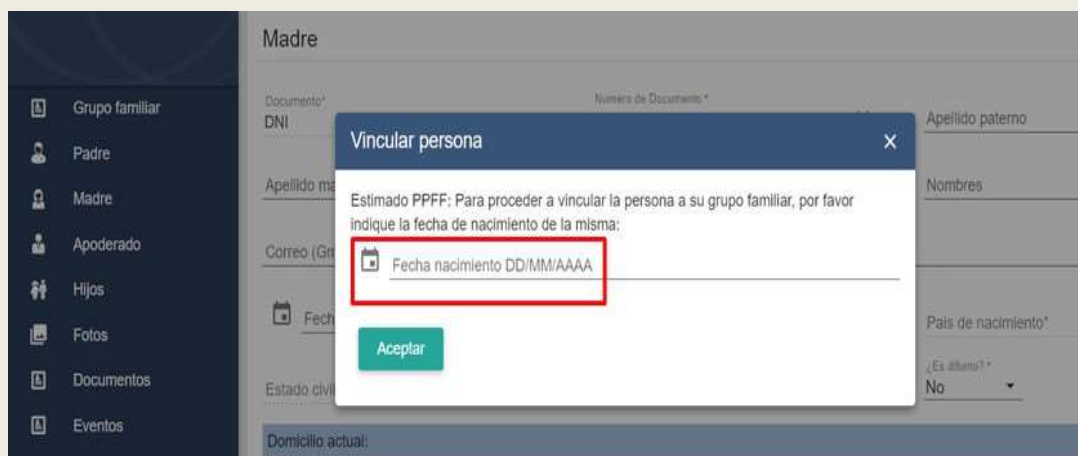 Madre
Grupo familiar
Padre
Madre
Apoderado
Hijos
Fotos
Documentos
Eventos
Documento*
DNI
Numero de Documento *
Apellido paterno
Apellido ma
Nombres
Correo (Gm
Fech
Pais de nacimiento*
Estado civil
¿Es difunto? *
No
Domicilio actual:
Vincular persona
Estimado PPFF: Para proceder a vincular la persona a su grupo familiar, por favor
indique la fecha de nacimiento de la misma:
Fecha nacimiento DD/MM/AAAA
Aceptar